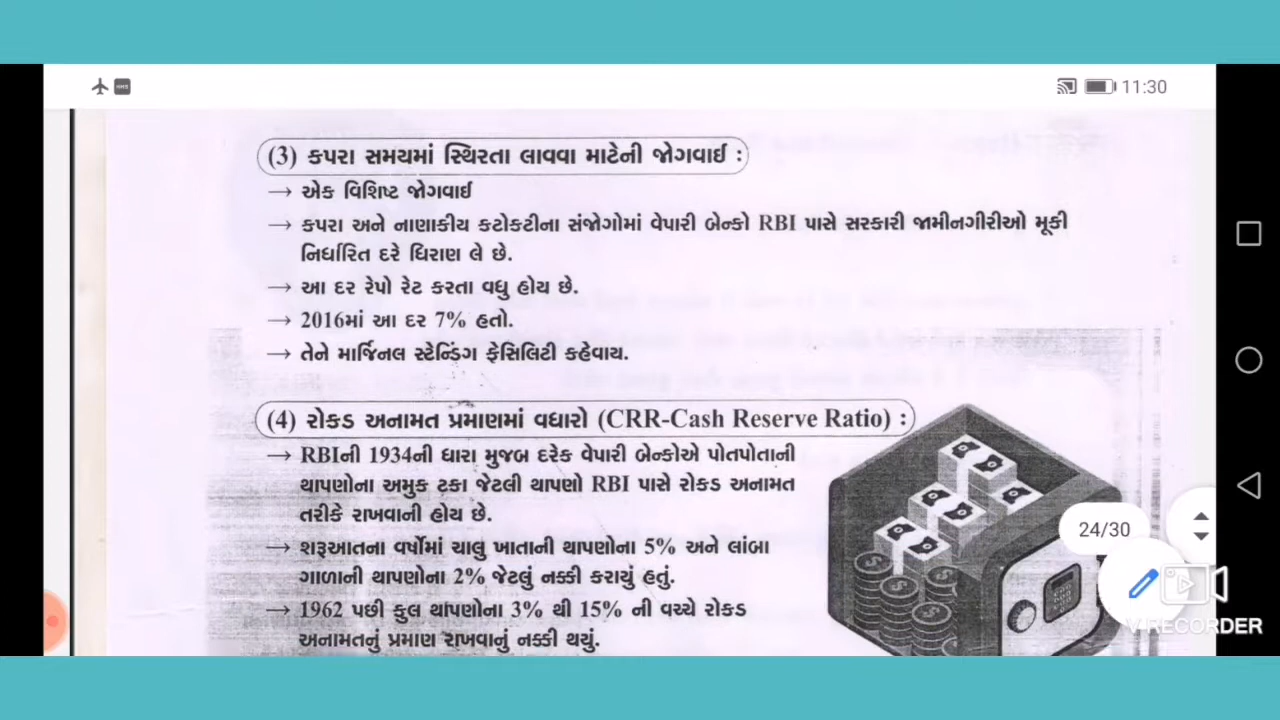 11:30
(3) કપરા સમયમાં સ્થિરતા લાવવા માટેની જોગવાઈ :
→ એક વિશિષ્ટ જોગવાઈ
→ કપરા અને નાણાકીય કટોકટીના સંજોગોમાં વેપારી બેન્કો RBI પાસે સરકારી જામીનગીરીઓ મૂકી
નિર્ધારિત દરે ધિરાણ લે છે.
→ આ દર રેપો રેટ કરતા વધુ હોય છે.
→ 2016માં આ દર 7% હતો.
→ તેને માર્જિનલ સ્ટેન્ડિંગ ફેસિલિટી કહેવાય.
(4) રોકડ અનામત પ્રમાણમાં વધારો (CRR-Cash Reserve Ratio) :
→ RBIની 1934ની ધારા મુજબ દરેક વેપારી બેન્કોએ પોતપોતાની
થાપણોના અમુક ટકા જેટલી થાપણો RBI પાસે રોકડ અનામત
તરીકે રાખવાની હોય છે.
→ શરૂઆતના વર્ષોમાં ચાલુ ખાતાની થાપણોના 5% અને લાંબા
ગાળાની થાપણોના 2% જેટલું નક્કી કરાયું હતું.
→ 1962 પછી કુલ થાપણોના 3% થી 15% ની વચ્ચે રોકડ
અનામતનું પ્રમાણ રાખવાનું નક્કી થયું.
24/30
V RECORDER